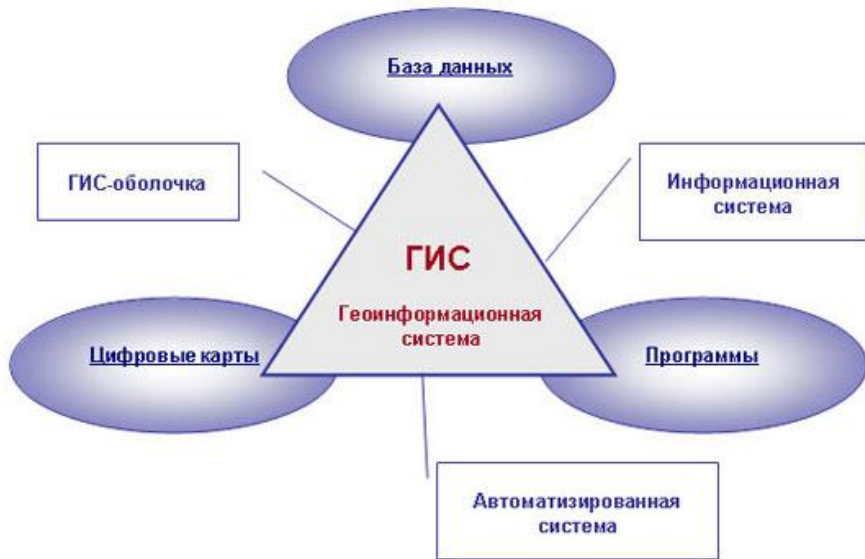 База данных
ГИС-оболочка
Информационная
система
ГИС
Геоинформационная
система
Цифровые карты
Программы
Автоматизированная
система